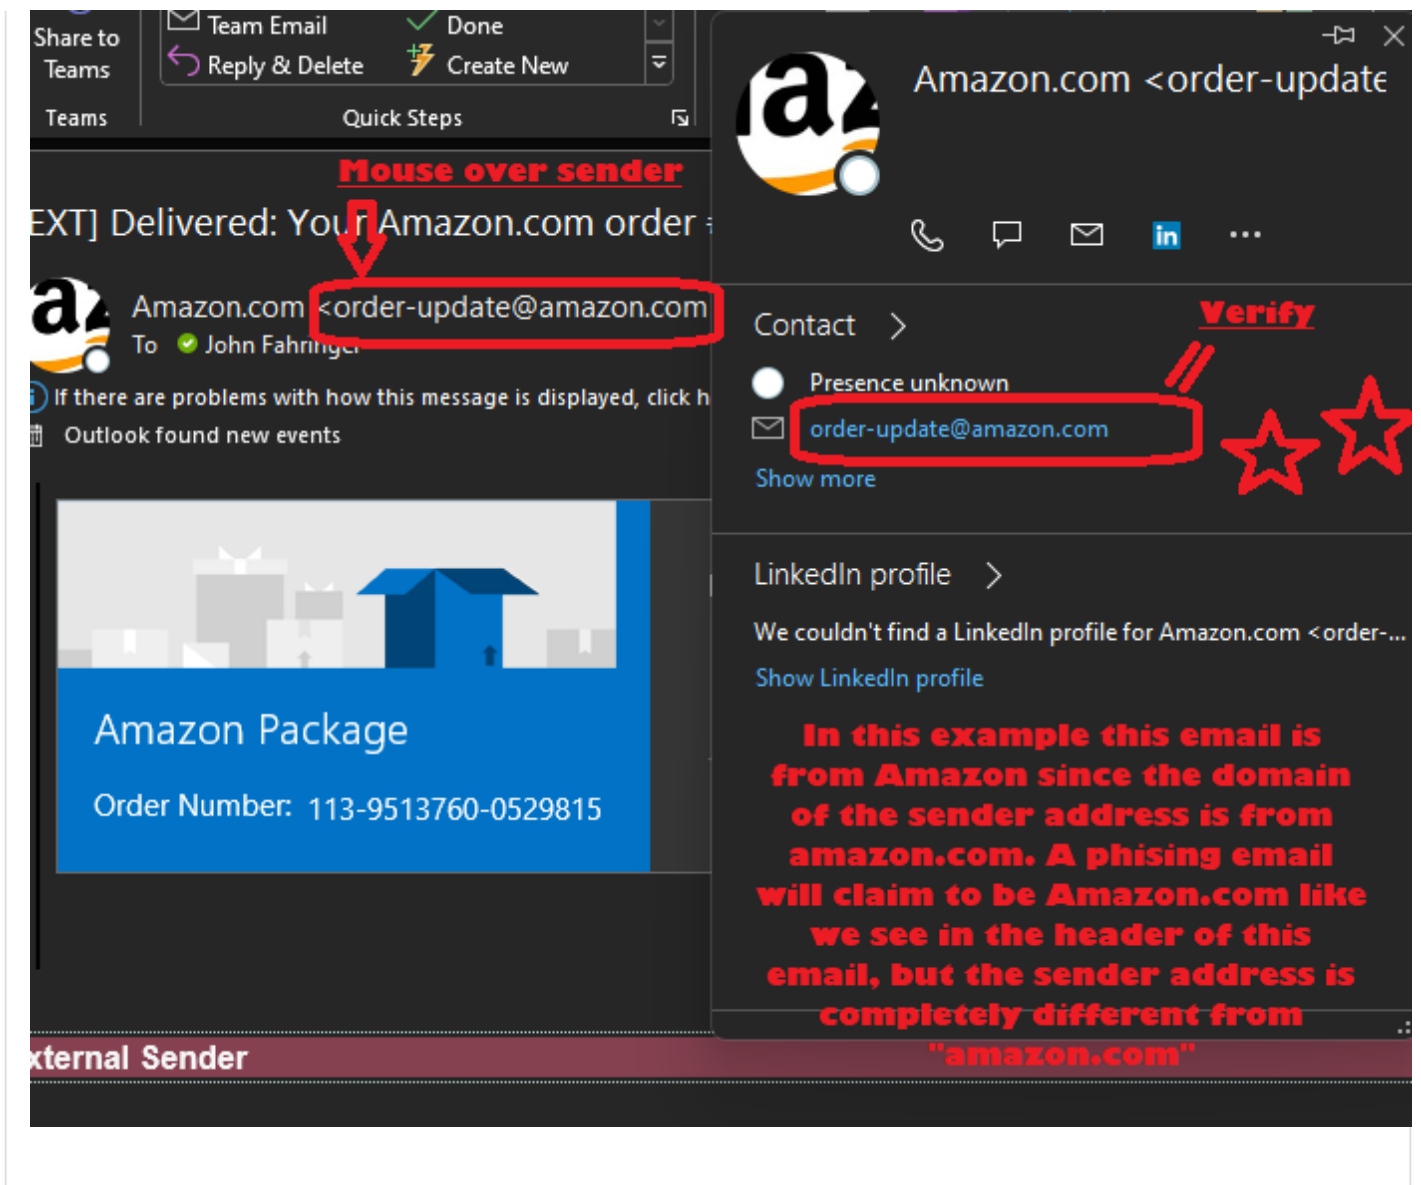 Share to
Teams
Teams
Team Email
Done
Reply & Delete
Create New
Quick Steps
Mouse over sender
EXT] Delivered: Your Amazon.com order
az
Amazon.com <order-update@amazon.com
To John Fahringer
If there are problems with how this message is displayed, click h
Outlook found new events
Amazon Package
Order Number: 113-9513760-0529815
xternal Sender
az
Amazon.com <order-update
in
Contact >
Verify
Presence unknown
order-update@amazon.com
Show more
LinkedIn profile >
We couldn't find a LinkedIn profile for Amazon.com <order-...
Show LinkedIn profile
In this example this email is
from Amazon since the domain
of the sender address is from
amazon.com. A phising email
will claim to be Amazon.com like
we see in the header of this
email, but the sender address is
completely different from
"amazon.com"